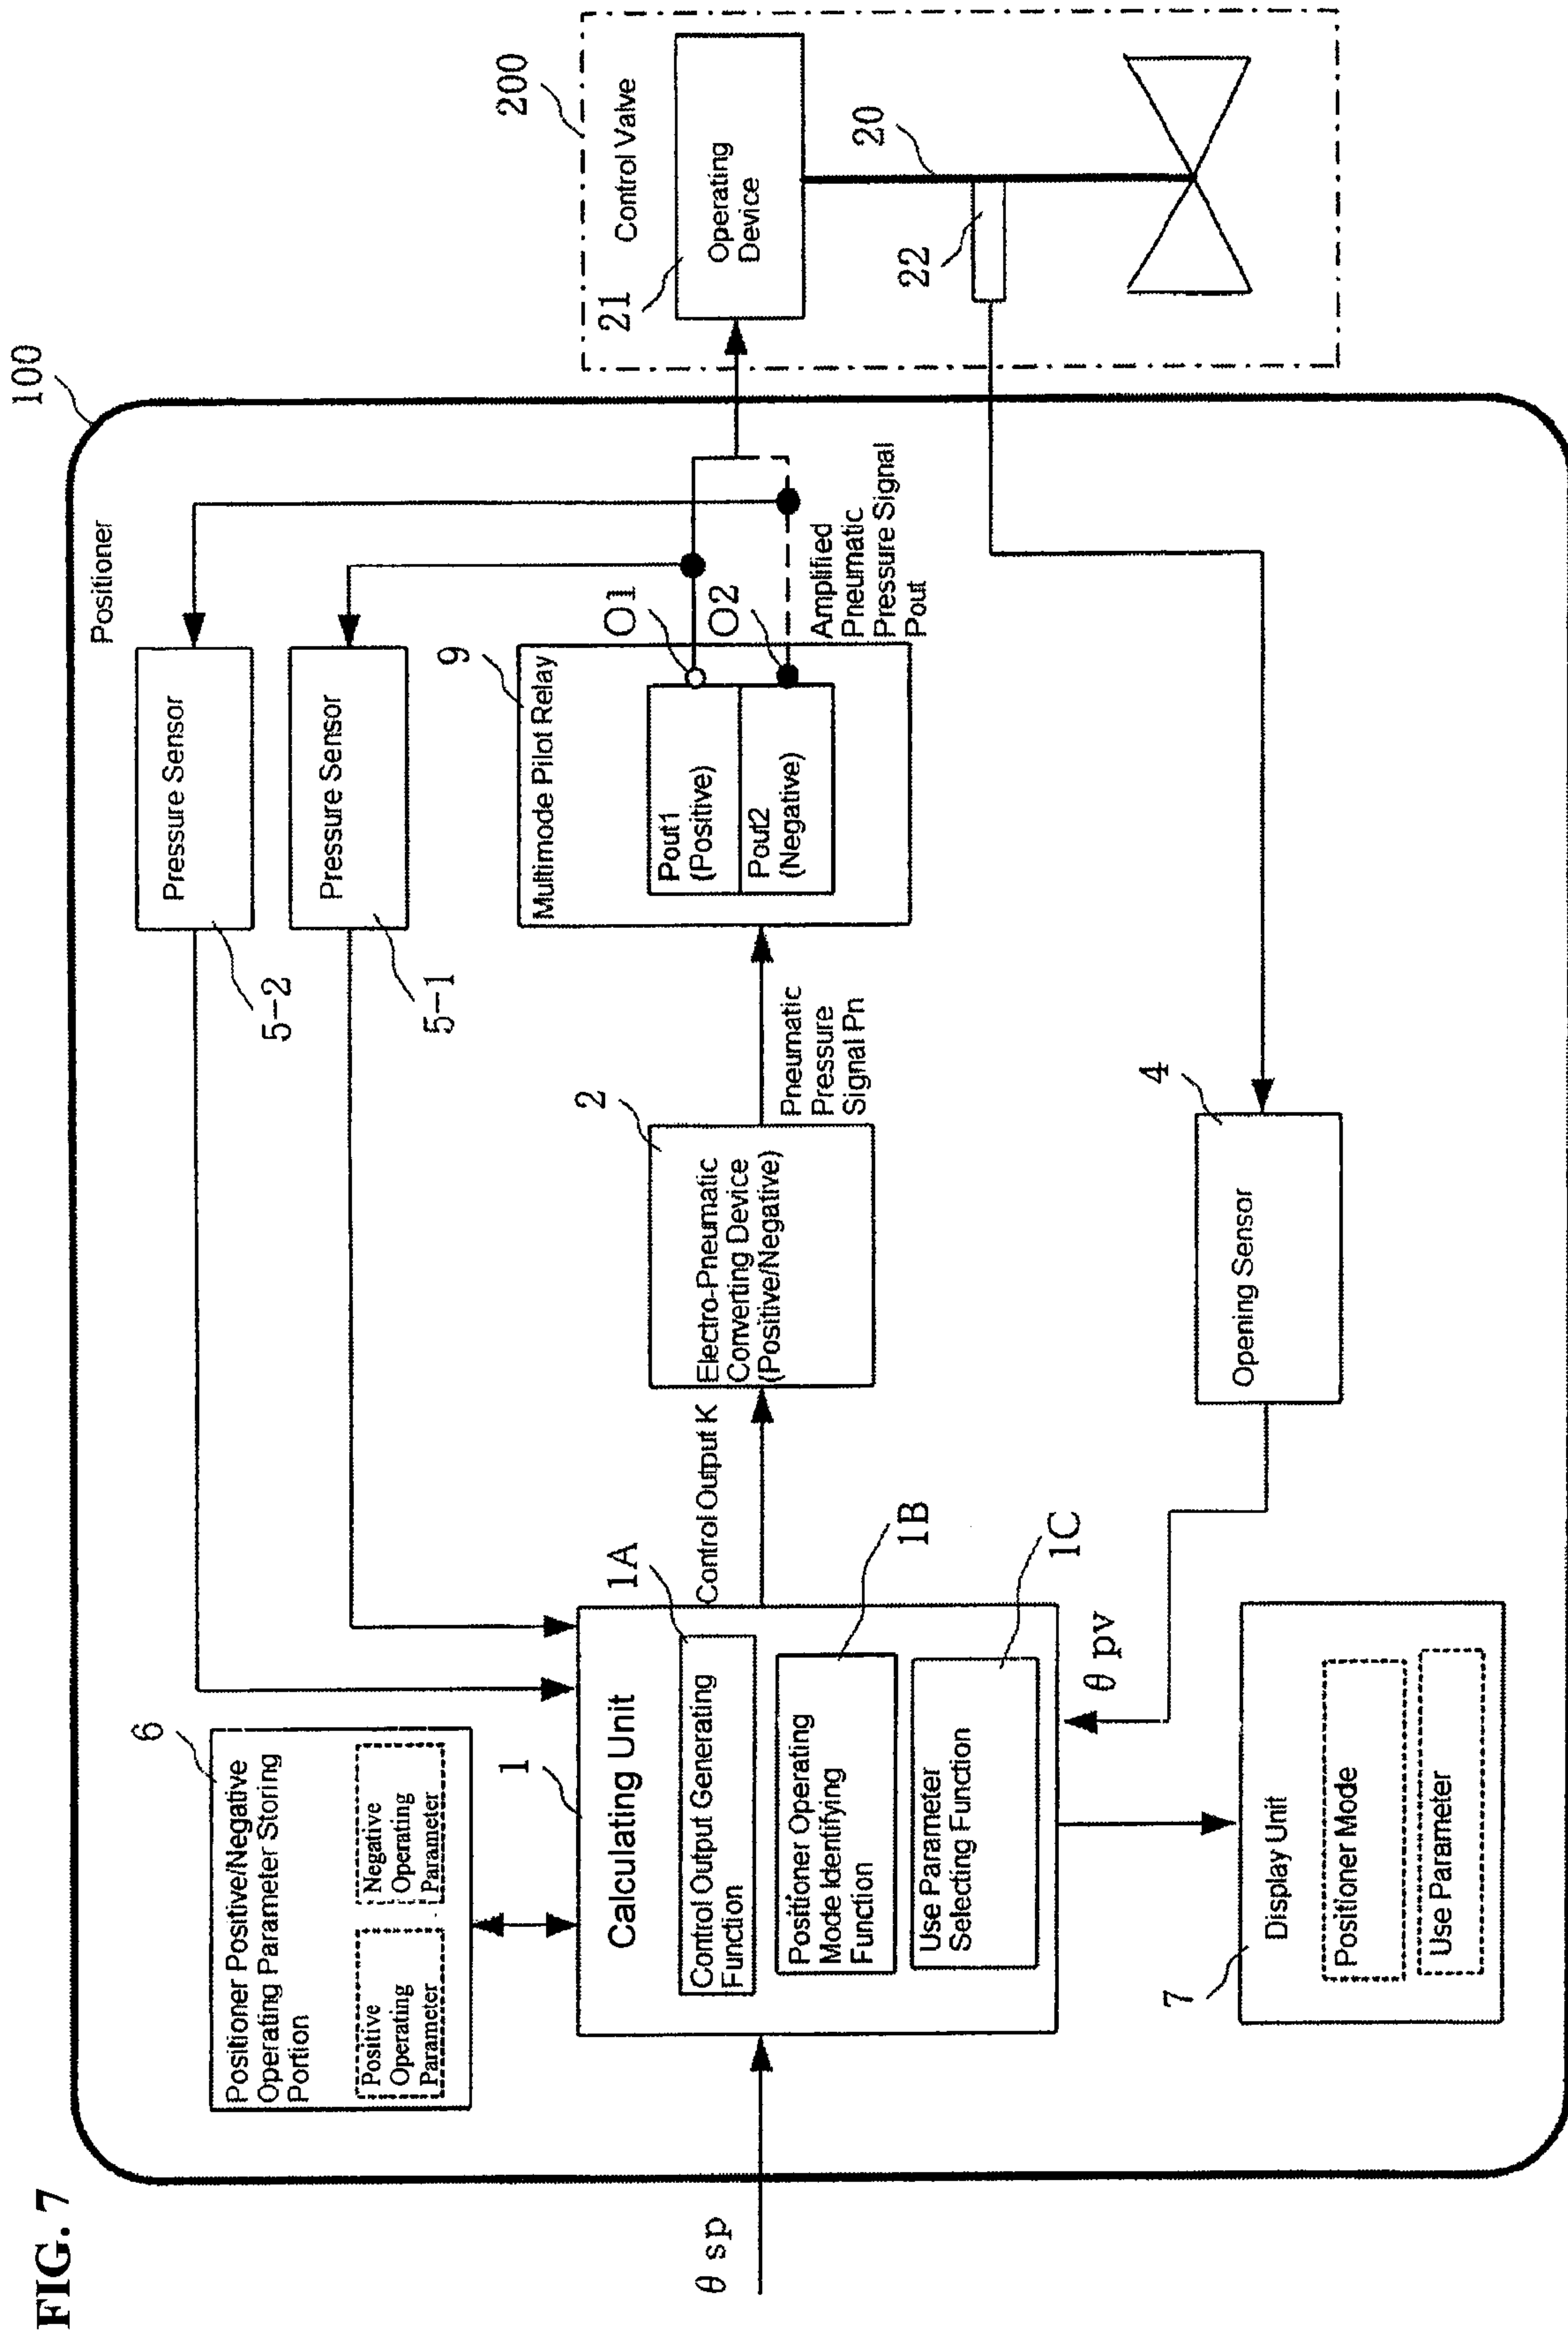 FIG. 7
100
Positioner
200
Control Valve
21
Operating
Device
20
22
Pressure Sensor
5-2
Pressure Sensor
5-1
9
Multimode Pilot Relay
Pout1
(Positive)
Pout2
(Negative)
O1
O2
Amplified
Pneumatic
Pressure Signal
Pout
6
Positioner Positive/Negative
Operating Parameter Storing
Portion
Positive
Operating
Parameter
Negative
Operating
Parameter
θ sp
1
Calculating Unit
1A
Control Output Generating
Function
1B
Positioner Operating
Mode Identifying
Function
1C
Use Parameter
Selecting Function
Control Output K
2
Electro-Pneumatic
Converting Device
(Positive/Negative)
Pneumatic
Pressure
Signal Pn
θ pv
4
Opening Sensor
7
Display Unit
Positioner Mode
Use Parameter